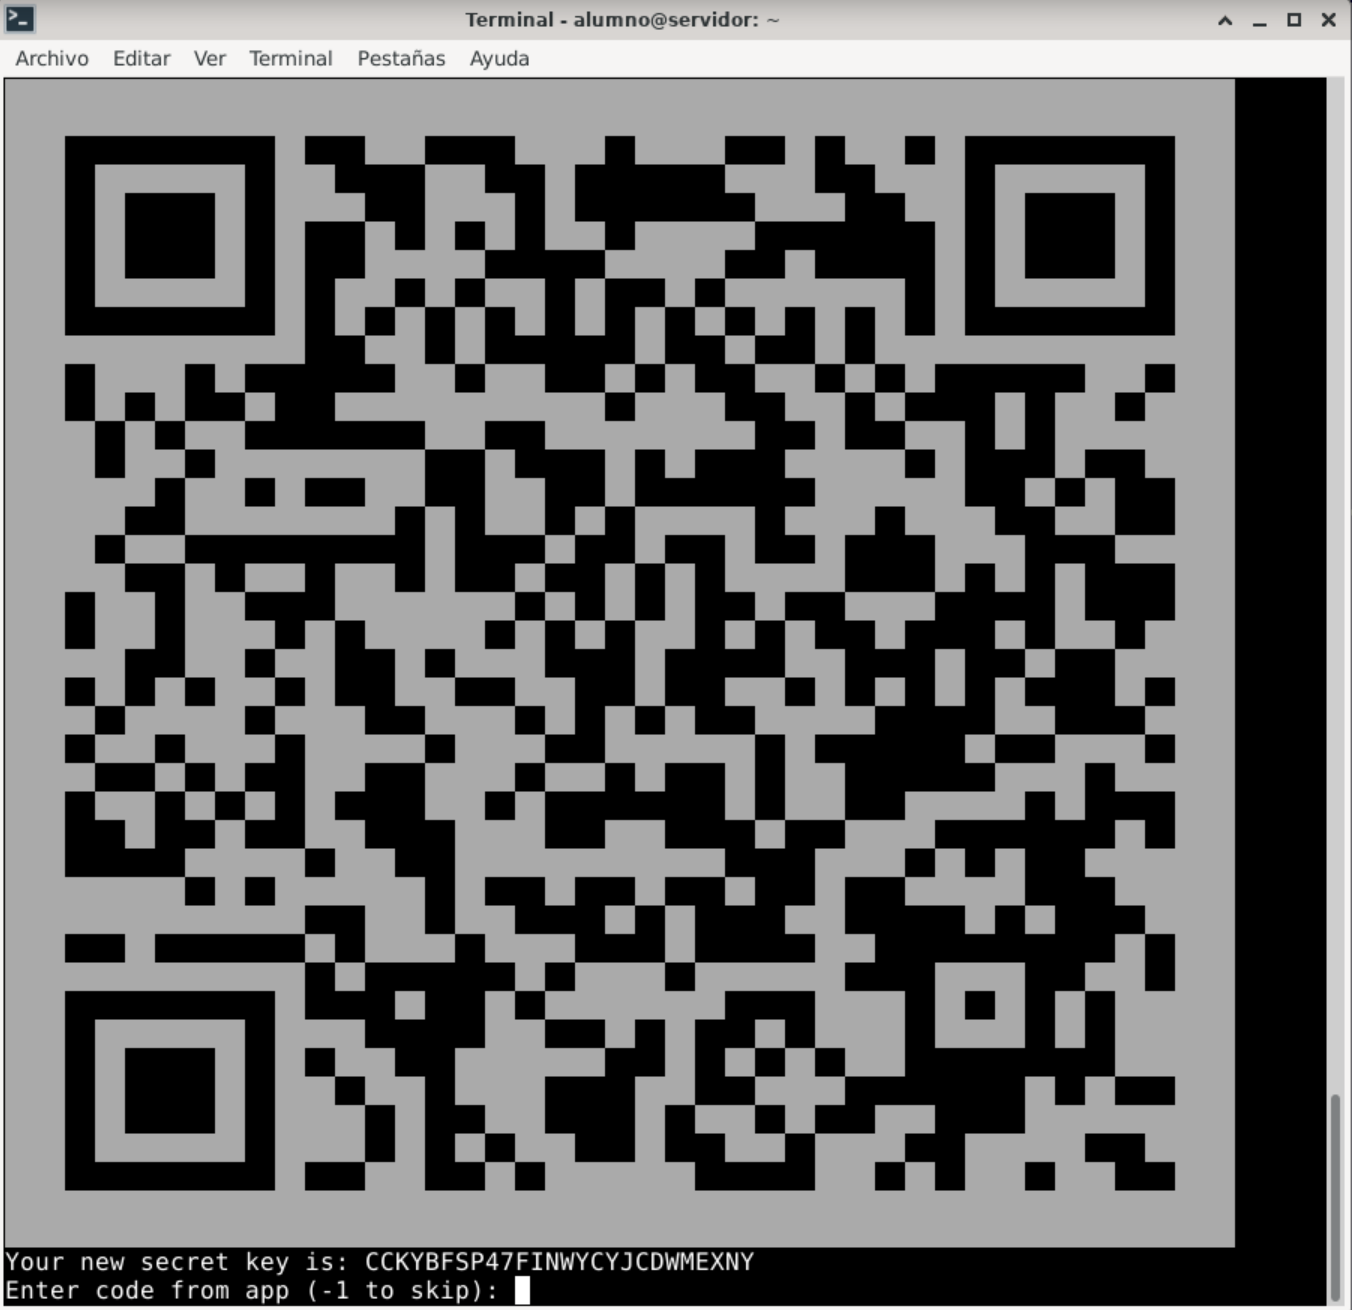 Terminal - alumno@servidor: ~
Archivo Editar Ver Terminal Pestañas Ayuda
Your new secret key is: CCKYBFSP47FINWYCYJCDWMEXNY
Enter code from app (-1 to skip):